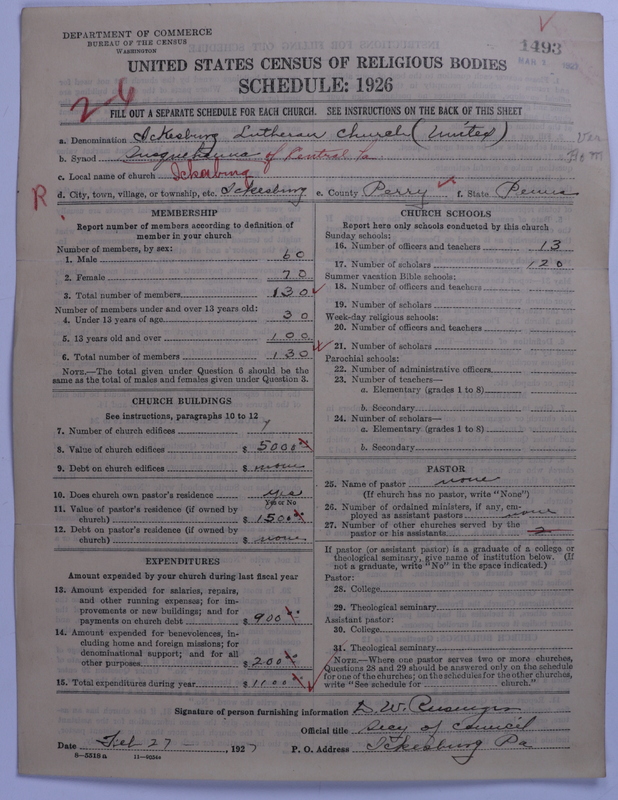 DEPARTMENT OF COMMERCE
BUREAU OF THE CENSUS
WASHINGTON
1493
MAR 1
UNITED STATES CENSUS OF RELIGIOUS BODIES
SCHEDULE: 1926
26
FILL OUT A SEPARATE SCHEDULE FOR EACH CHURCH. SEE INSTRUCTIONS ON THE BACK OF THIS SHEET
a. Denomination Ickesburg Lutheran Church (United)
b. Synod Susquehanna of Central Pa.
c. Local name of church Ickesburg
R
d. City, town, village, or township, etc. Ickesburg e. County Perry f. State Penna
MEMBERSHIP
Report number of members according to definition of
member in your church
Number of members, by sex:
1. Male 60
2. Female 70
3. Total number of members 130
Number of members under and over 13 years old:
4. Under 13 years of age 30
5. 13 years old and over 100
6. Total number of members 130
NOTE.—The total given under Question 6 should be the
same as the total of males and females given under Question 3.
CHURCH BUILDINGS
See instructions, paragraphs 10 to 12
7. Number of church edifices 1
8. Value of church edifices $ 5000
9. Debt on church edifices $ none
10. Does church own pastor's residence yes
Yes or No
11. Value of pastor's residence (if owned by
church) $ 1500
12. Debt on pastor's residence (if owned by
church) $ none
EXPENDITURES
Amount expended by your church during last fiscal year
13. Amount expended for salaries, repairs,
and other running expenses; for im-
provements or new buildings; and for
payments on church debt $ 900
14. Amount expended for benevolences, in-
cluding home and foreign missions; for
denominational support; and for all
other purposes $ 200
15. Total expenditures during year $ 1100
CHURCH SCHOOLS
Report here only schools conducted by this church
Sunday schools:
16. Number of officers and teachers 13
17. Number of scholars 120
Summer vacation Bible schools:
18. Number of officers and teachers
19. Number of scholars
Week-day religious schools:
20. Number of officers and teachers
21. Number of scholars
Parochial schools:
22. Number of administrative officers
23. Number of teachers—
a. Elementary (grades 1 to 8)
b. Secondary
24. Number of scholars—
a. Elementary (grades 1 to 8)
b. Secondary
PASTOR
25. Name of pastor none
(If church has no pastor, write "None")
26. Number of ordained ministers, if any, em-
ployed as assistant pastors none
27. Number of other churches served by the
pastor or his assistants 2
If pastor (or assistant pastor) is a graduate of a college or
theological seminary, give name of institution below. (If
not a graduate, write "No" in the space indicated.)
Pastor:
28. College
29. Theological seminary
Assistant pastor:
30. College
31. Theological seminary
NOTE.—Where one pastor serves two or more churches,
Questions 28 and 29 should be answered only on the schedule
for one of the churches; on the schedules for the other churches,
write "See schedule for church."
Signature of person furnishing information D. W.
Official title Secy of Council
Date Feb 27, 1927 P. O. Address Ickesburg Pa
8—5318a 11—9034